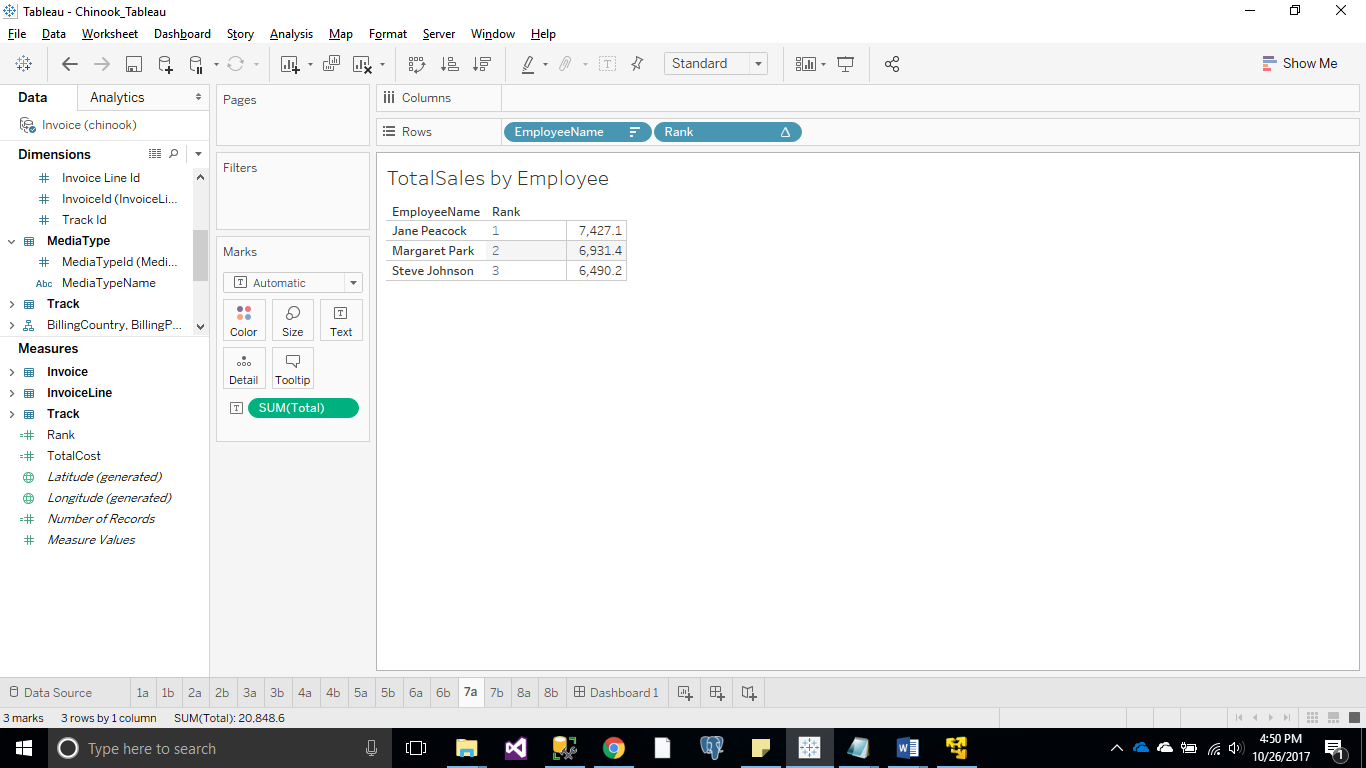 Tableau - Chinook_Tableau
File Data Worksheet Dashboard Story Analysis Map Format Server Window Help
Standard
Show Me
Data Analytics
Invoice (chinook)
Dimensions
Invoice Line Id
InvoiceId (InvoiceLi...
Track Id
MediaType
MediaTypeId (Medi...
Abc MediaTypeName
Track
BillingCountry, BillingP...
Measures
Invoice
InvoiceLine
Track
Rank
TotalCost
Latitude (generated)
Longitude (generated)
Number of Records
Measure Values
Pages
Filters
Marks
T Automatic
Color Size Text
Detail Tooltip
T SUM(Total)
Columns
Rows EmployeeName Rank
TotalSales by Employee
EmployeeName Rank
Jane Peacock 1 7,427.1
Margaret Park 2 6,931.4
Steve Johnson 3 6,490.2
Data Source 1a 1b 2a 2b 3a 3b 4a 4b 5a 5b 6a 6b 7a 7b 8a 8b Dashboard 1
3 marks 3 rows by 1 column SUM(Total): 20,848.6
Type here to search
4:50 PM
10/26/2017
1